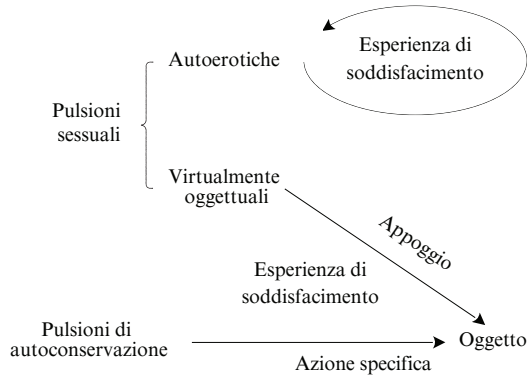 Esperienza di
soddisfacimento
Autoerotiche
Pulsioni
sessuali
Virtualmente
oggettuali
Appoggio
Esperienza di
soddisfacimento
Pulsioni di
autoconservazione
Oggetto
Azione specifica